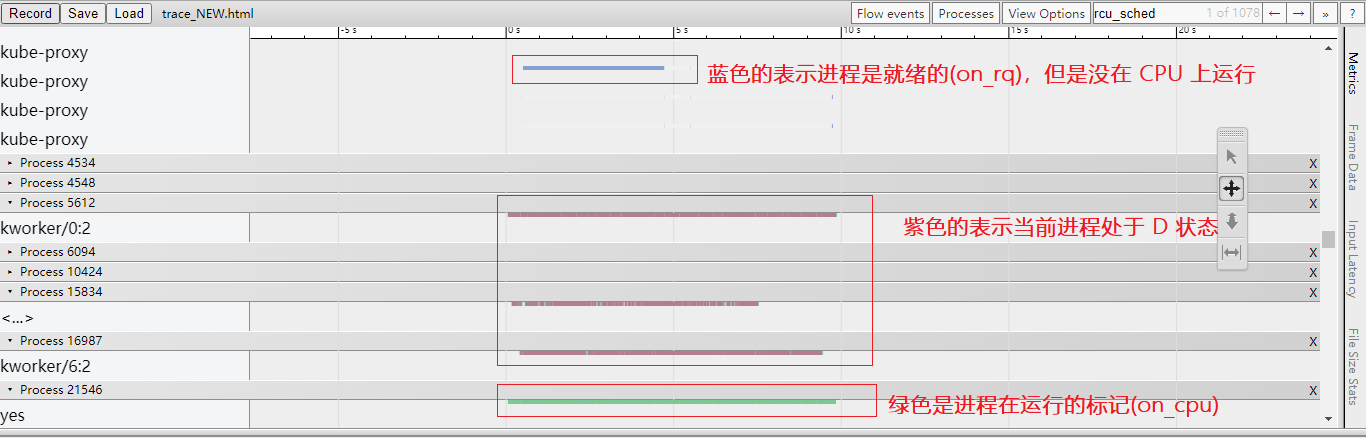 Record Save Load trace_NEW.html Flow events Processes View Options rcu_sched 1 of 1078 ← → » ?
-5 s 0 s 5 s 10 s 15 s 20 s
kube-proxy
kube-proxy
蓝色的表示进程是就绪的(on_rq)，但是没在 CPU 上运行
kube-proxy
kube-proxy
Process 4534 X
Process 4548 X
Process 5612 X
kworker/0:2
紫色的表示当前进程处于 D 状态
Process 6094 X
Process 10424 X
Process 15834 X
<...>
Process 16987 X
kworker/6:2
Process 21546 X
yes
绿色是进程在运行的标记(on_cpu)
Metrics
Frame Data
Input Latency
File Size Stats